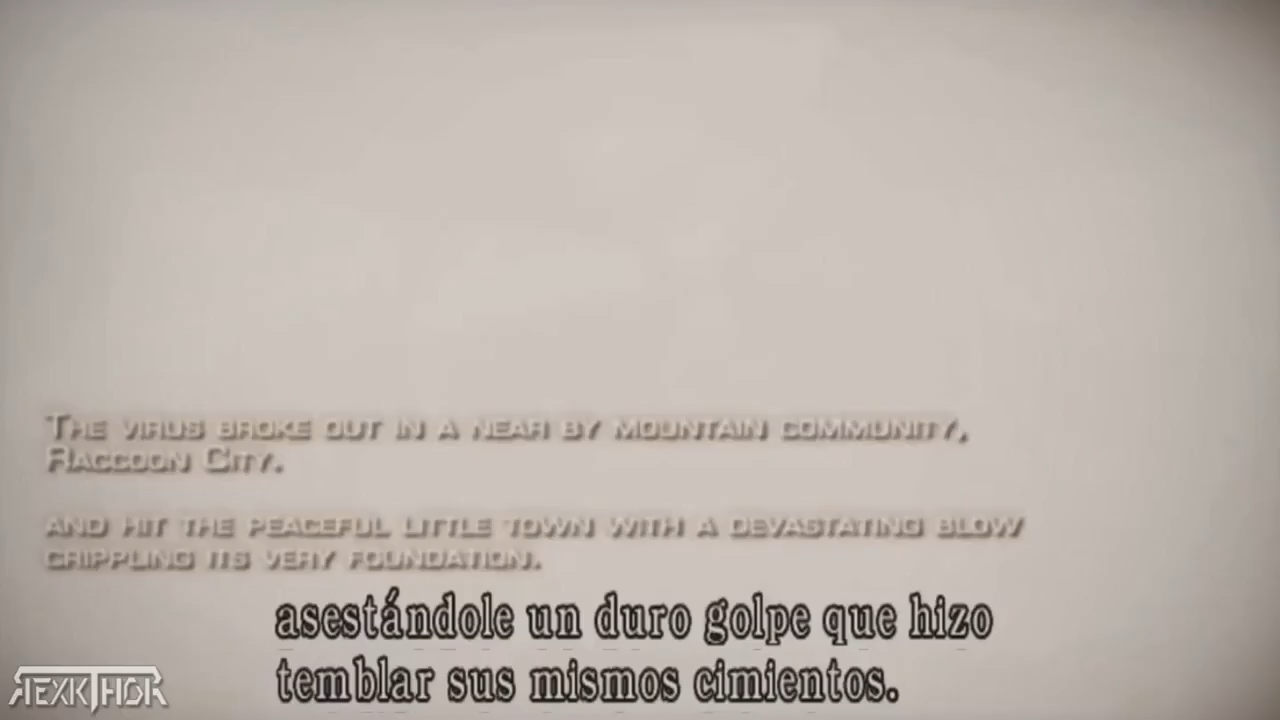 THE VIRUS BROKE OUT IN A NEAR BY MOUNTAIN COMMUNITY,
RACCOON CITY.
AND HIT THE PEACEFUL LITTLE TOWN WITH A DEVASTATING BLOW
CRIPPLING ITS VERY FOUNDATION.
asestándole un duro golpe que hizo
temblar sus mismos cimientos.
TEXKTHOR